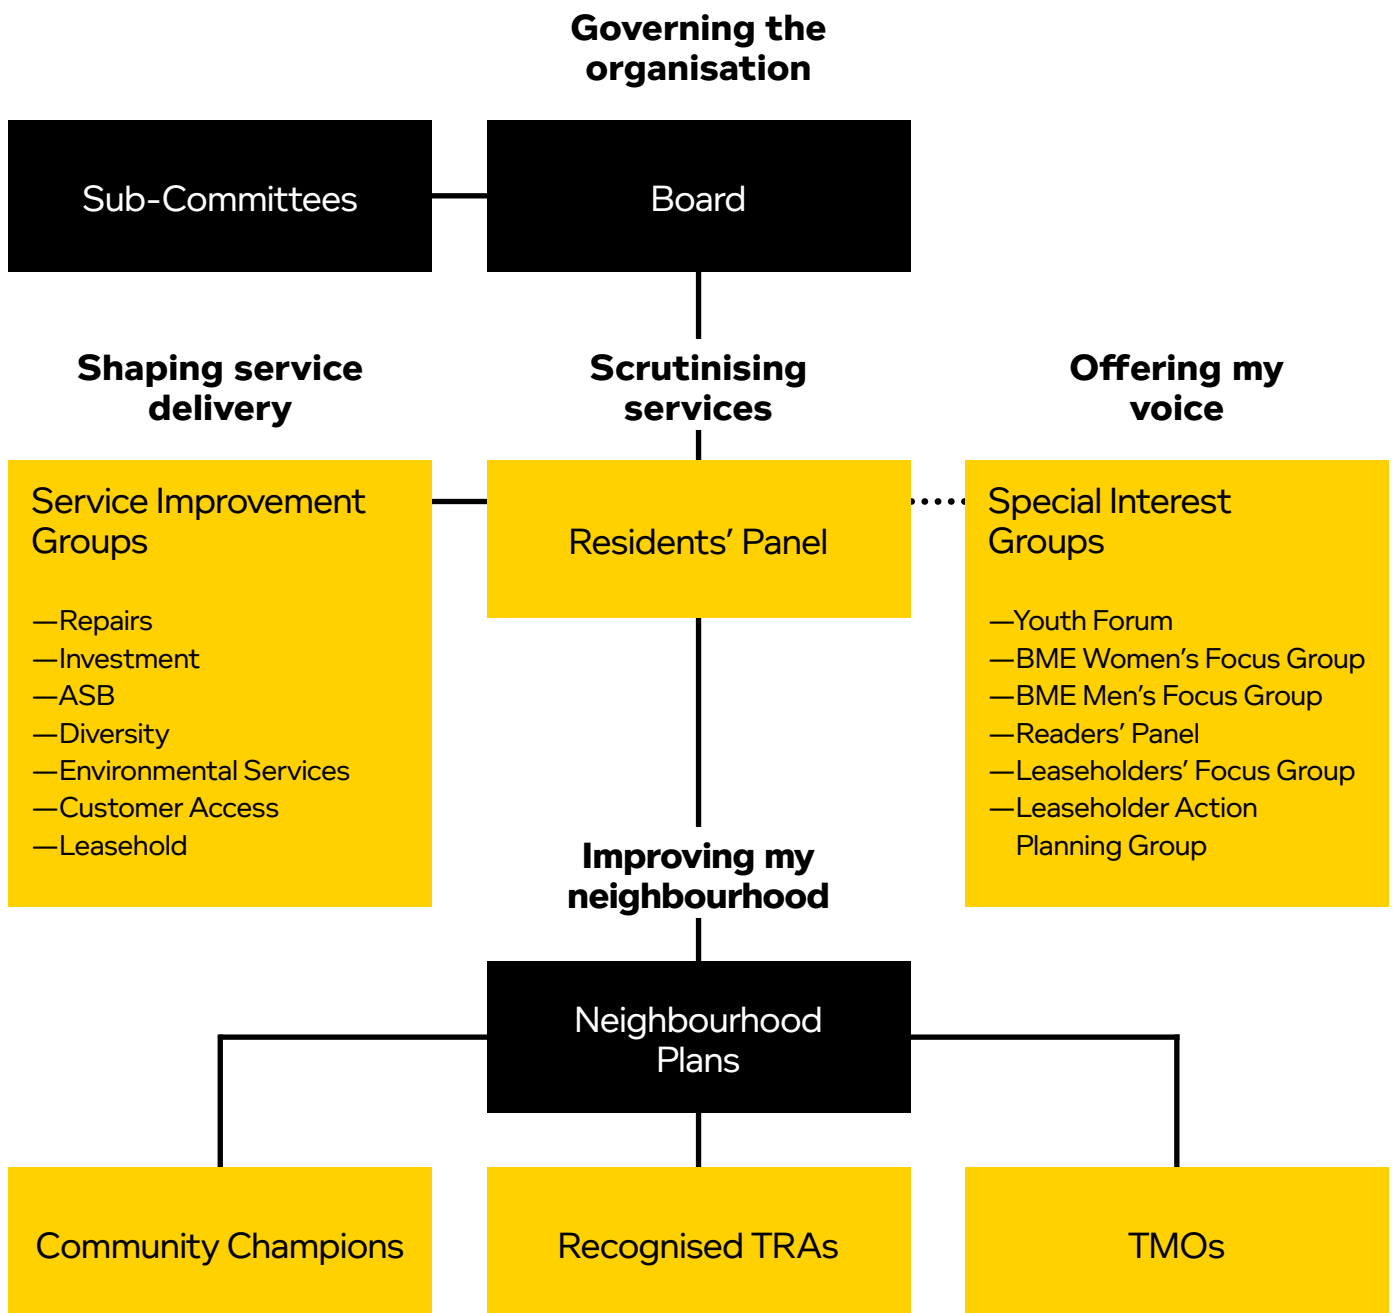 Governing the
organisation
Sub-Committees
Board
Shaping service
delivery
Scrutinising
services
Offering my
voice
Service Improvement
Groups
—Repairs
—Investment
—ASB
—Diversity
—Environmental Services
—Customer Access
—Leasehold
Residents’ Panel
Special Interest
Groups
—Youth Forum
—BME Women’s Focus Group
—BME Men’s Focus Group
—Readers’ Panel
—Leaseholders’ Focus Group
—Leaseholder Action
Planning Group
Improving my
neighbourhood
Neighbourhood
Plans
Community Champions
Recognised TRAs
TMOs